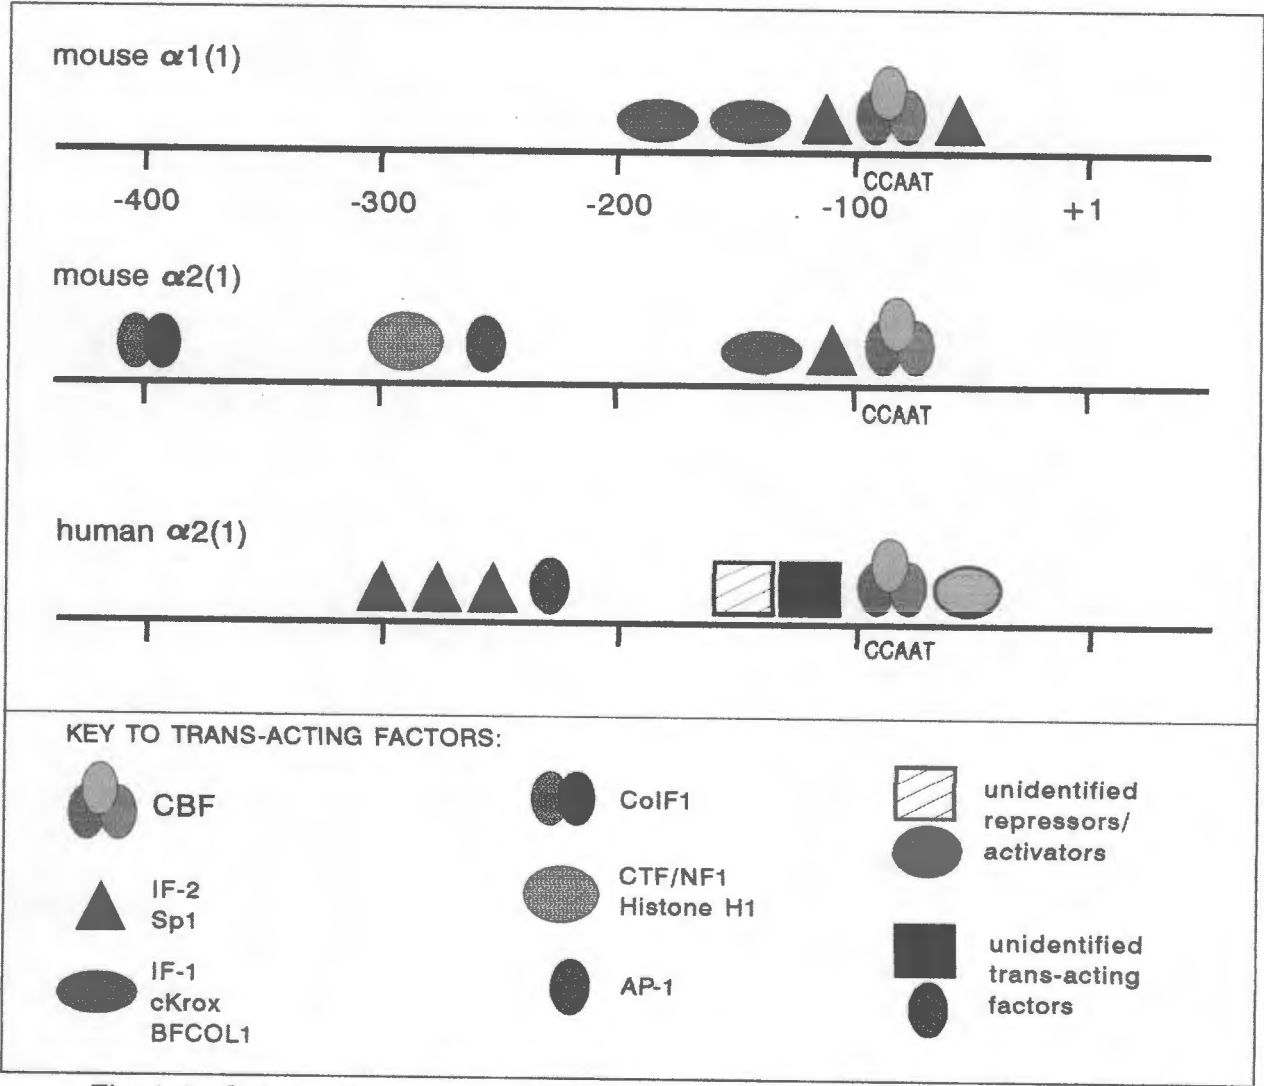 mouse α1(1)
CCAAT
-400 -300 -200 -100 +1
mouse α2(1)
CCAAT
human α2(1)
CCAAT
KEY TO TRANS-ACTING FACTORS:
CBF
IF-2
Sp1
IF-1
cKrox
BFCOL1
ColF1
CTF/NF1
Histone H1
AP-1
unidentified
repressors/
activators
unidentified
trans-acting
factors